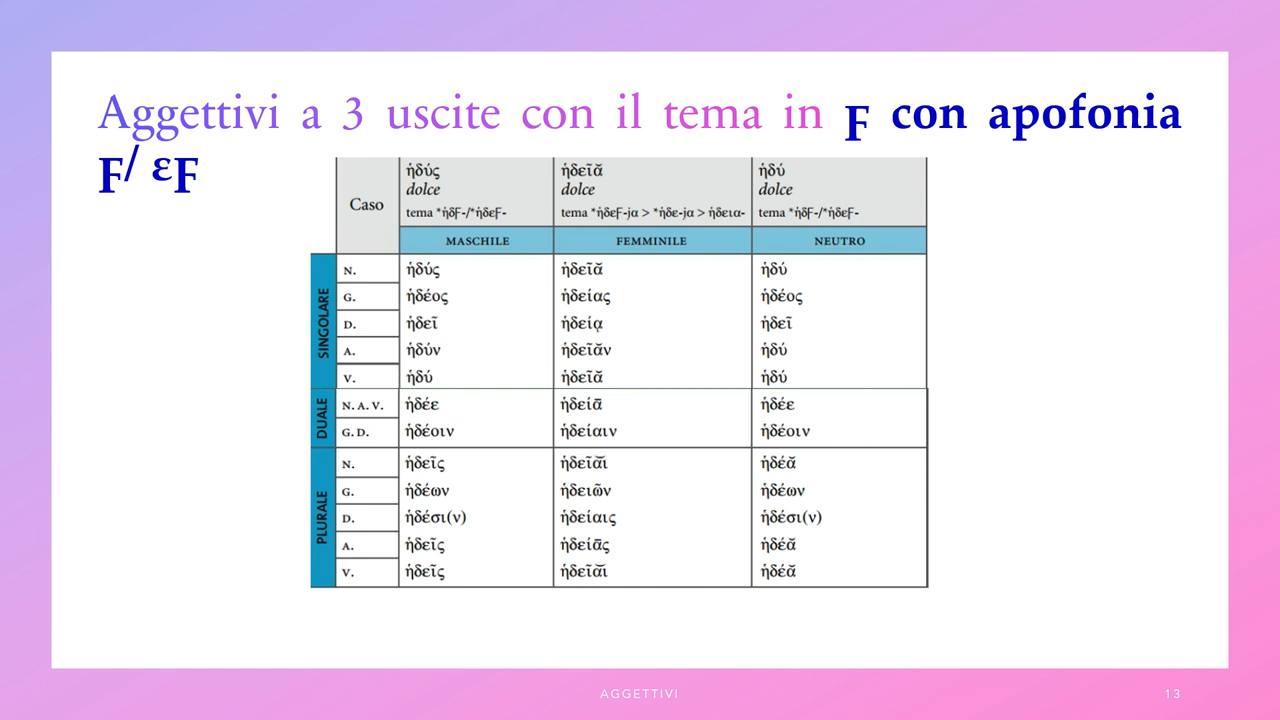 Aggettivi a 3 uscite con il tema in Ϝ con apofonia
Ϝ/ εϜ
Caso
ἡδύς
dolce
tema *ἡδϜ-/*ἡδεϜ-
ἡδεῖᾰ
dolce
tema *ἡδεϜ-jα > *ἡδε-jα > ἡδεια-
ἡδύ
dolce
tema *ἡδϜ-/*ἡδεϜ-
MASCHILE FEMMINILE NEUTRO
SINGOLARE
N. ἡδύς ἡδεῖᾰ ἡδύ
G. ἡδέος ἡδείας ἡδέος
D. ἡδεῖ ἡδείᾳ ἡδεῖ
A. ἡδύν ἡδεῖᾰν ἡδύ
V. ἡδύ ἡδεῖᾰ ἡδύ
DUALE
N. A. V. ἡδέε ἡδείᾱ ἡδέε
G. D. ἡδέοιν ἡδείαιν ἡδέοιν
PLURALE
N. ἡδεῖς ἡδεῖᾰι ἡδέᾰ
G. ἡδέων ἡδειῶν ἡδέων
D. ἡδέσι(ν) ἡδείαις ἡδέσι(ν)
A. ἡδεῖς ἡδείᾱς ἡδέᾰ
V. ἡδεῖς ἡδεῖᾰι ἡδέᾰ
AGGETTIVI 13